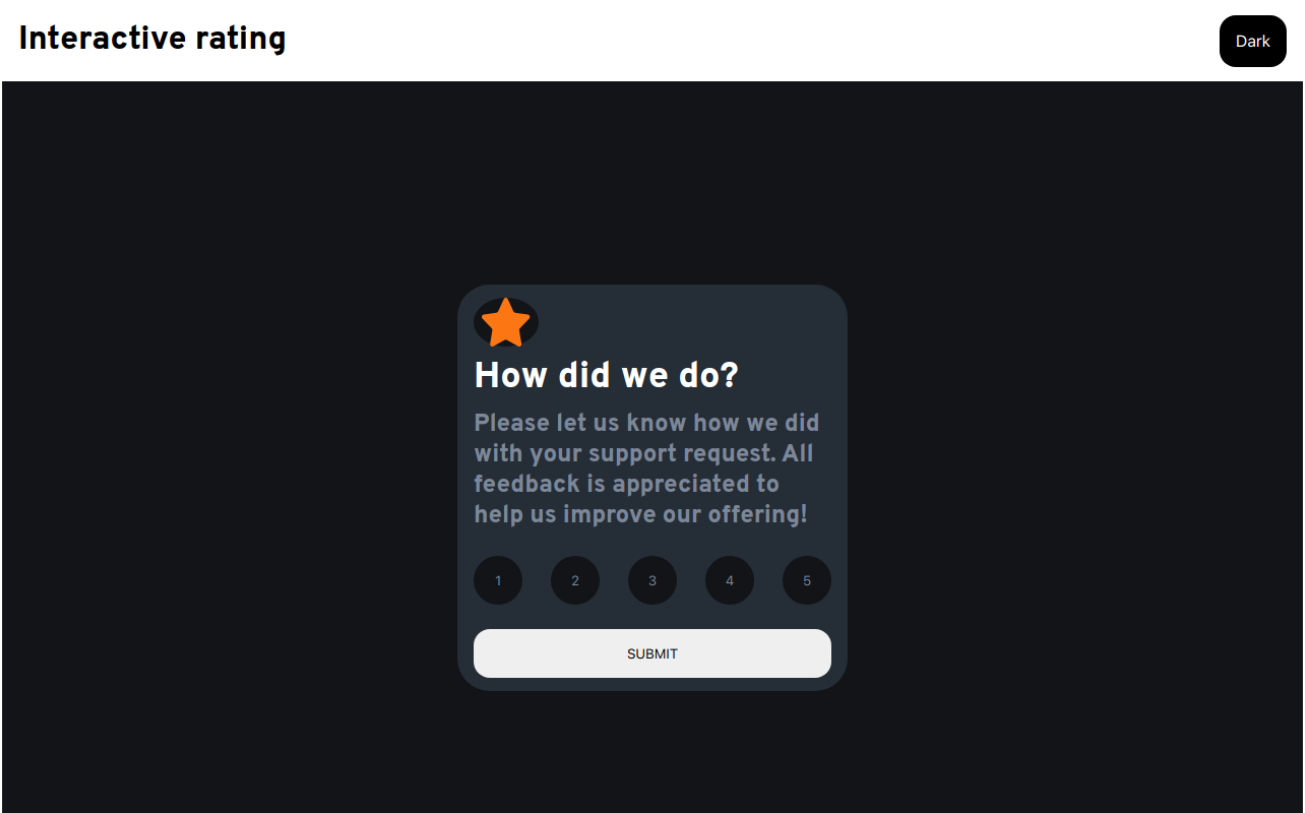 Interactive rating
Dark
How did we do?
Please let us know how we did
with your support request. All
feedback is appreciated to
help us improve our offering!
1 2 3 4 5
SUBMIT